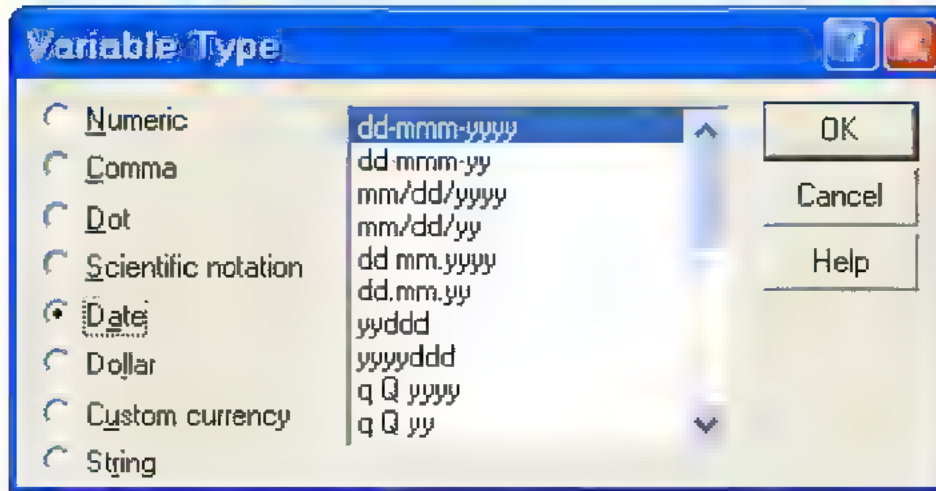 Variable Type
Numeric
Comma
Dot
Scientific notation
Date
Dollar
Custom currency
String
dd-mmm-yyyy
dd-mmm-yy
mm/dd/yyyy
mm/dd/yy
dd.mm.yyyy
dd.mm.yy
yyddd
yyyyddd
q Q yyyy
q Q yy
OK
Cancel
Help